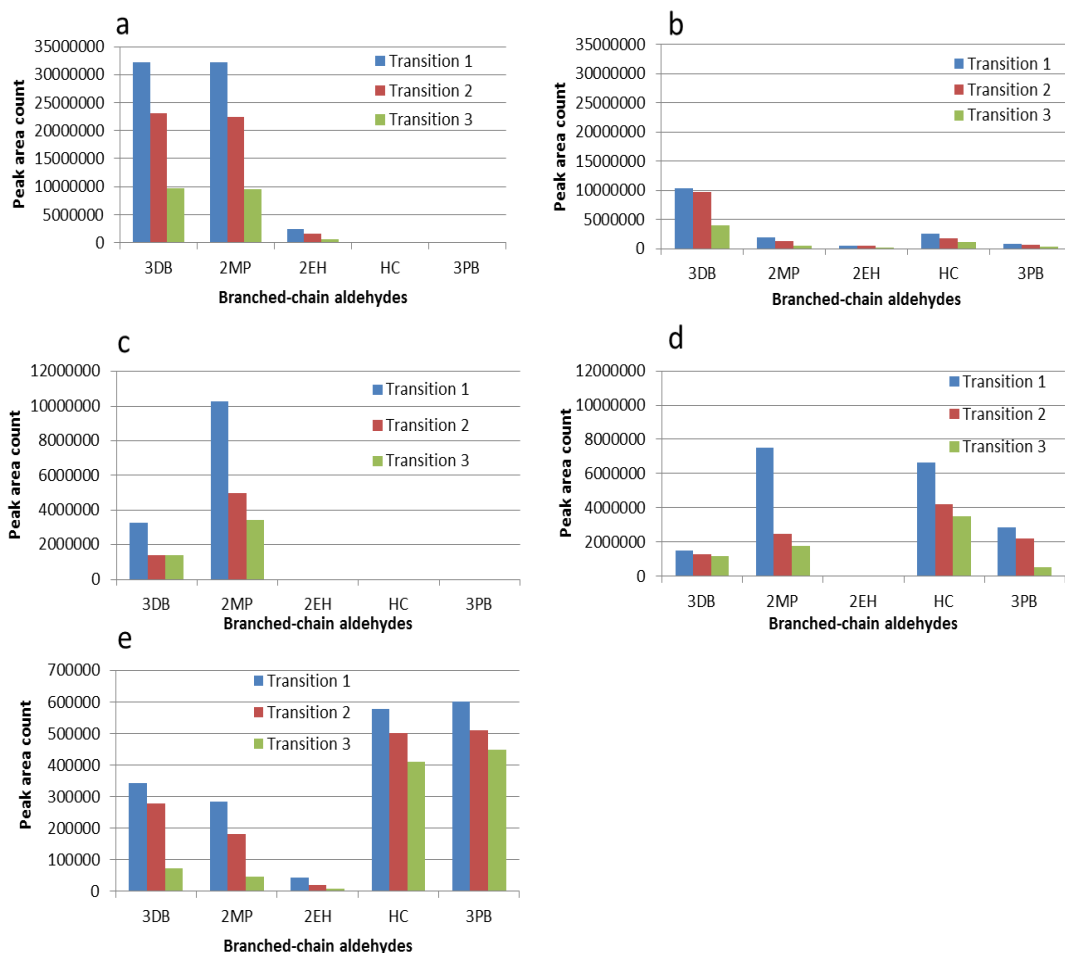 a
35000000
30000000
25000000
20000000
15000000
10000000
5000000
0
Peak area count
Transition 1
Transition 2
Transition 3
3DB 2MP 2EH HC 3PB
Branched-chain aldehydes
b
35000000
30000000
25000000
20000000
15000000
10000000
5000000
0
Peak area count
Transition 1
Transition 2
Transition 3
3DB 2MP 2EH HC 3PB
Branched-chain aldehydes
c
12000000
10000000
8000000
6000000
4000000
2000000
0
Peak area count
Transition 1
Transition 2
Transition 3
3DB 2MP 2EH HC 3PB
Branched-chain aldehydes
d
12000000
10000000
8000000
6000000
4000000
2000000
0
Peak area count
Transition 1
Transition 2
Transition 3
3DB 2MP 2EH HC 3PB
Branched-chain aldehydes
e
700000
600000
500000
400000
300000
200000
100000
0
Peak area count
Transition 1
Transition 2
Transition 3
3DB 2MP 2EH HC 3PB
Branched-chain aldehydes